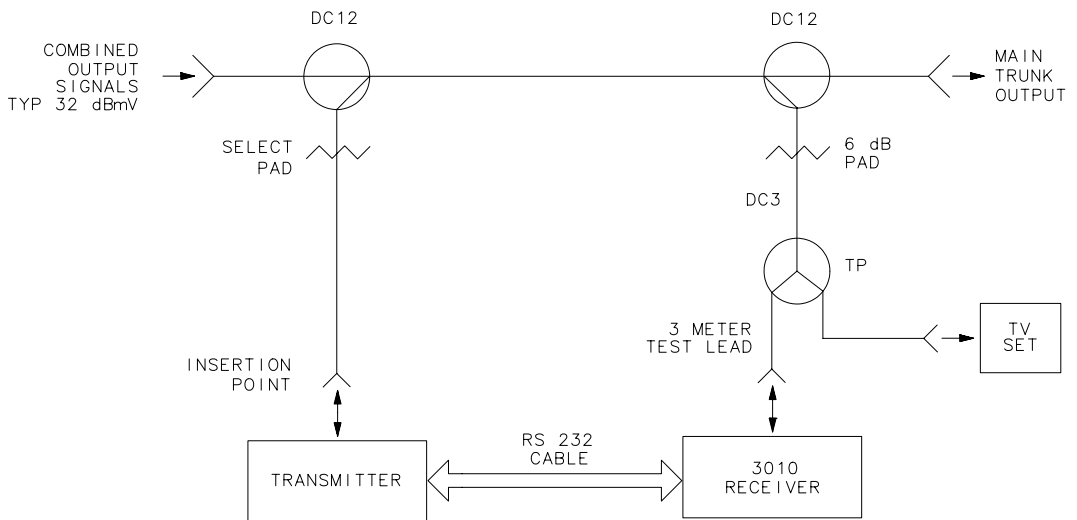 DC12
DC12
COMBINED
OUTPUT
SIGNALS
TYP 32 dBmV
MAIN
TRUNK
OUTPUT
SELECT
PAD
6 dB
PAD
DC3
TP
3 METER
TEST LEAD
TV
SET
INSERTION
POINT
RS 232
CABLE
TRANSMITTER
3010
RECEIVER